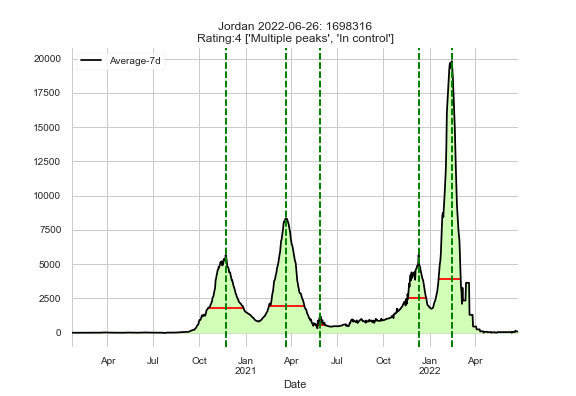 Jordan 2022-06-26: 1698316
Rating:4 ['Multiple peaks', 'In control']
Average-7d
20000
17500
15000
12500
10000
7500
5000
2500
0
Apr Jul Oct Jan Apr Jul Oct Jan Apr
2021 2022
Date